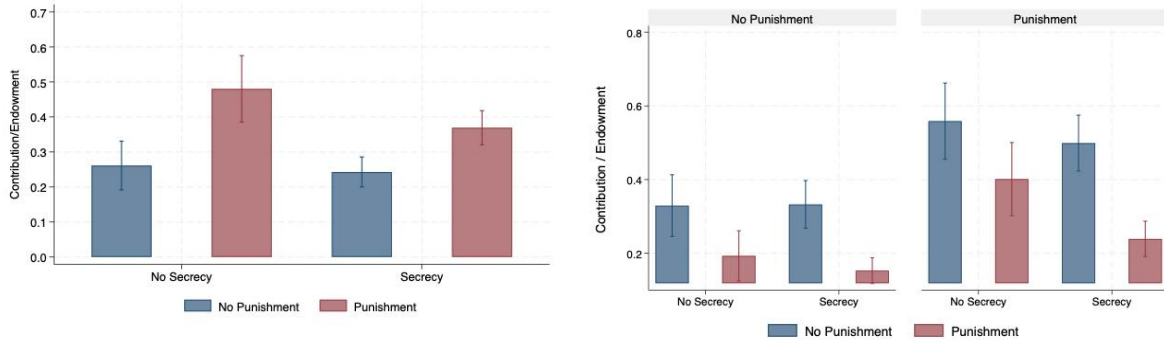 Contribution/Endowment
0.7
0.6
0.5
0.4
0.3
0.2
0.1
0.0
No Secrecy Secrecy
No Punishment Punishment
No Punishment Punishment
Contribution / Endowment
0.8
0.6
0.4
0.2
No Secrecy Secrecy No Secrecy Secrecy
No Punishment Punishment